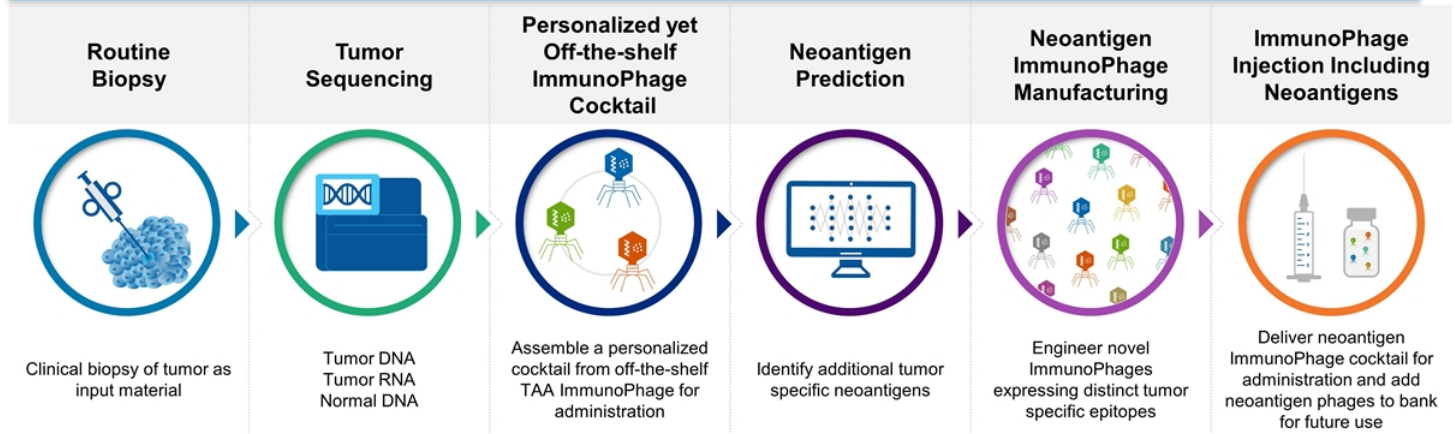 Routine
Biopsy
Tumor
Sequencing
Personalized yet
Off-the-shelf
ImmunoPhage
Cocktail
Neoantigen
Prediction
Neoantigen
ImmunoPhage
Manufacturing
ImmunoPhage
Injection Including
Neoantigens
Clinical biopsy of tumor as
input material
Tumor DNA
Tumor RNA
Normal DNA
Assemble a personalized
cocktail from off-the-shelf
TAA ImmunoPhage for
administration
Identify additional tumor
specific neoantigens
Engineer novel
ImmunoPhages
expressing distinct tumor
specific epitopes
Deliver neoantigen
ImmunoPhage cocktail for
administration and add
neoantigen phages to bank
for future use